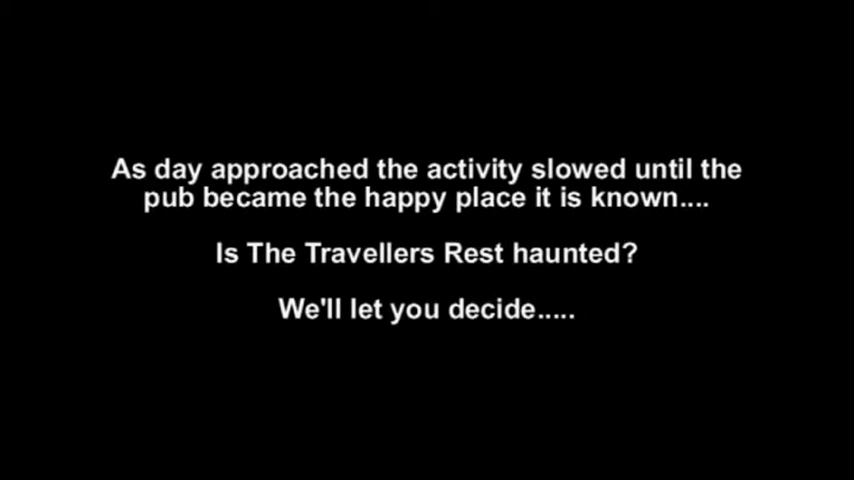 As day approached the activity slowed until the
pub became the happy place it is known....
Is The Travellers Rest haunted?
We'll let you decide.....